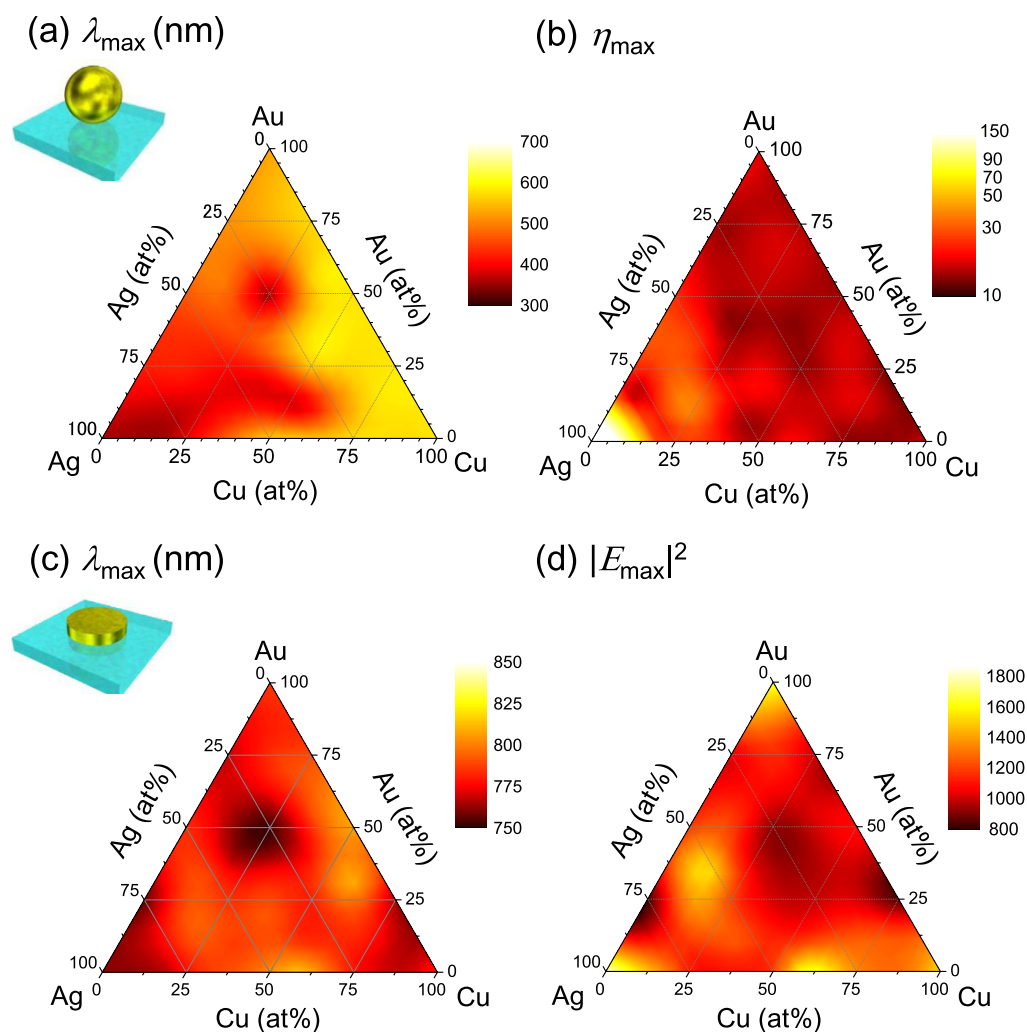 (a) λmax (nm)
(b) ηmax
Au
0 100
25 75
50 50
75 25
100 0
0 25 50 75 100
Ag Cu
Ag (at%)
Au (at%)
Cu (at%)
700
600
500
400
300
Au
0 100
25 75
50 50
75 25
100 0
0 25 50 75 100
Ag Cu
Ag (at%)
Au (at%)
Cu (at%)
150
90
70
50
30
10
(c) λmax (nm)
(d) |Emax|²
Au
0 100
25 75
50 50
75 25
100 0
0 25 50 75 100
Ag Cu
Ag (at%)
Au (at%)
Cu (at%)
850
825
800
775
750
Au
0 100
25 75
50 50
75 25
100 0
0 25 50 75 100
Ag Cu
Ag (at%)
Au (at%)
Cu (at%)
1800
1600
1400
1200
1000
800